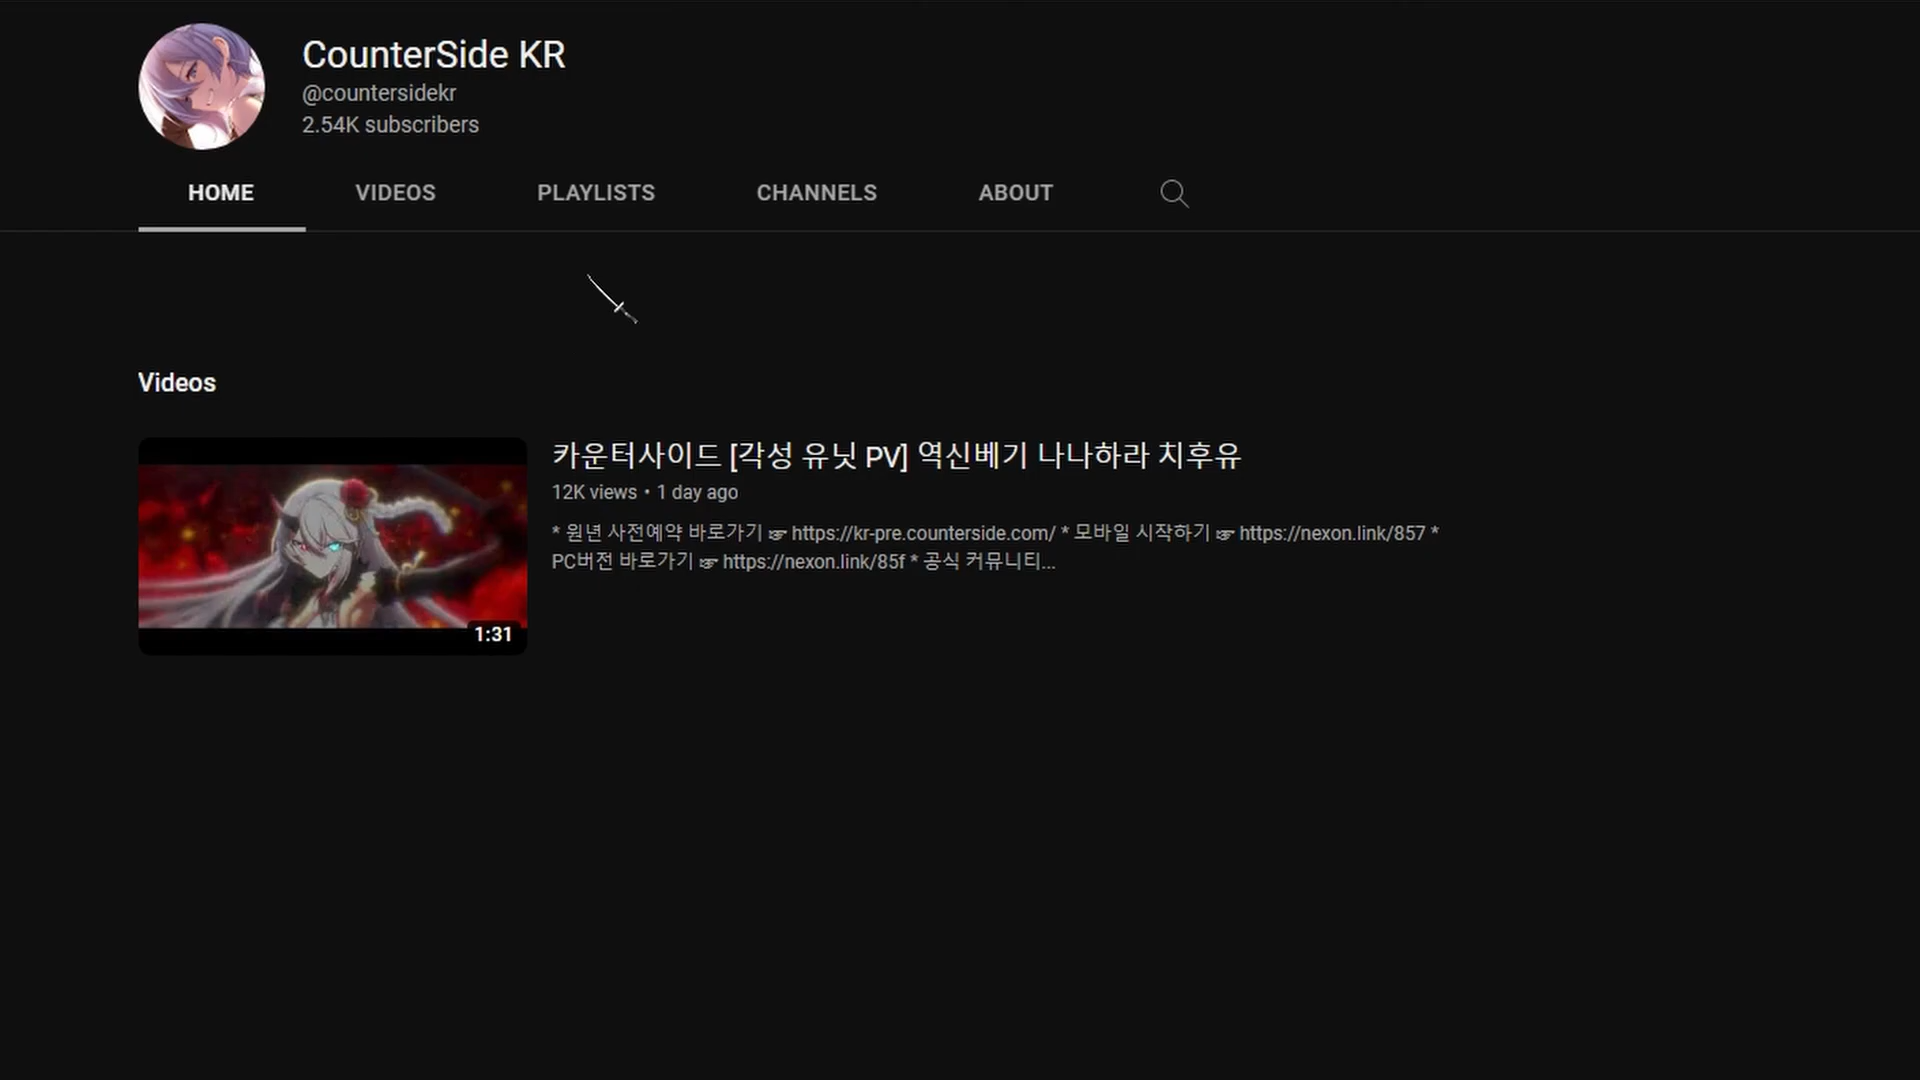 CounterSide KR
@countersidekr
2.54K subscribers
HOME VIDEOS PLAYLISTS CHANNELS ABOUT
Videos
카운터사이드 [각성 유닛 PV] 역신베기 나나하라 치후유
12K views • 1 day ago
* 원년 사전예약 바로가기 ☞ https://kr-pre.counterside.com/ * 모바일 시작하기 ☞ https://nexon.link/857 *
PC버전 바로가기 ☞ https://nexon.link/85f * 공식 커뮤니티...
1:31